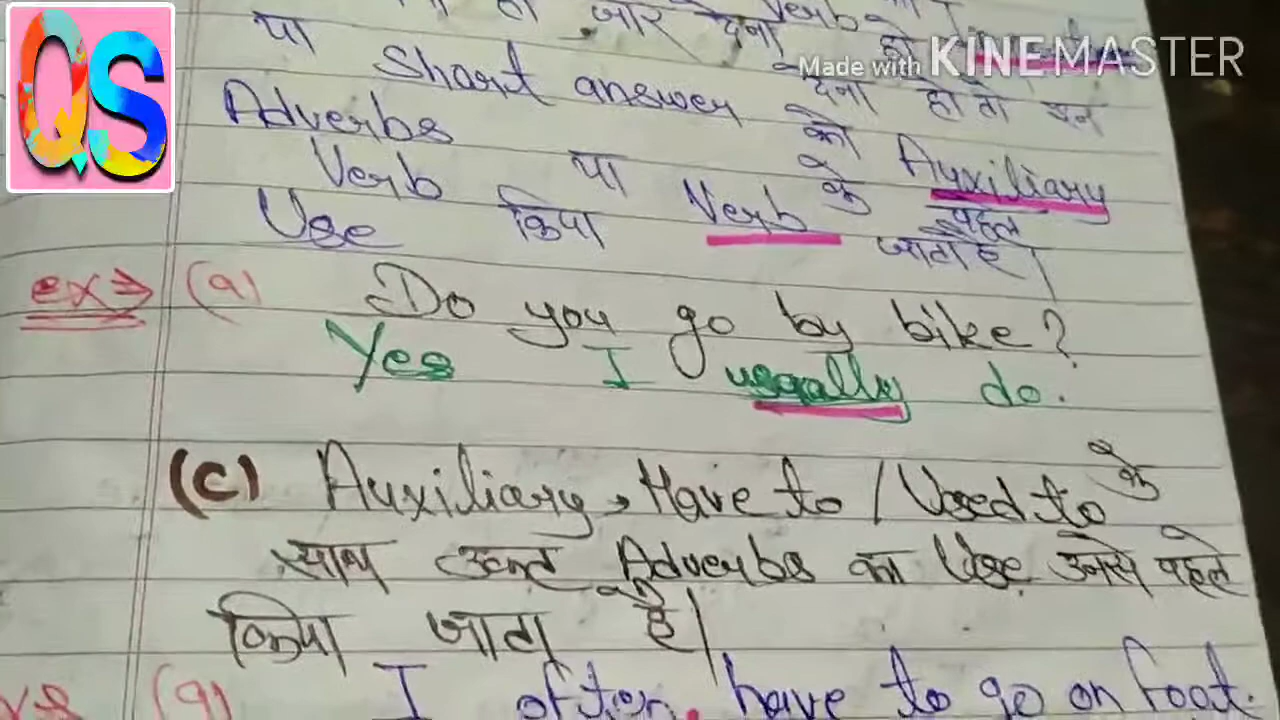 जोर देना
Made with KINEMASTER
या Short answer देना हो तो इन
Adverbs को Auxiliary
Verb या Verb के पहले
Use किया जाता है।
QS
ex ⇒ (a) Do you go by bike?
Yes I usually do.
(C) Auxiliary, Have to / Used to के
साथ उक्त Adverbs का Use उनसे पहले
किया जाता है।
(a) I often have to go on foot.